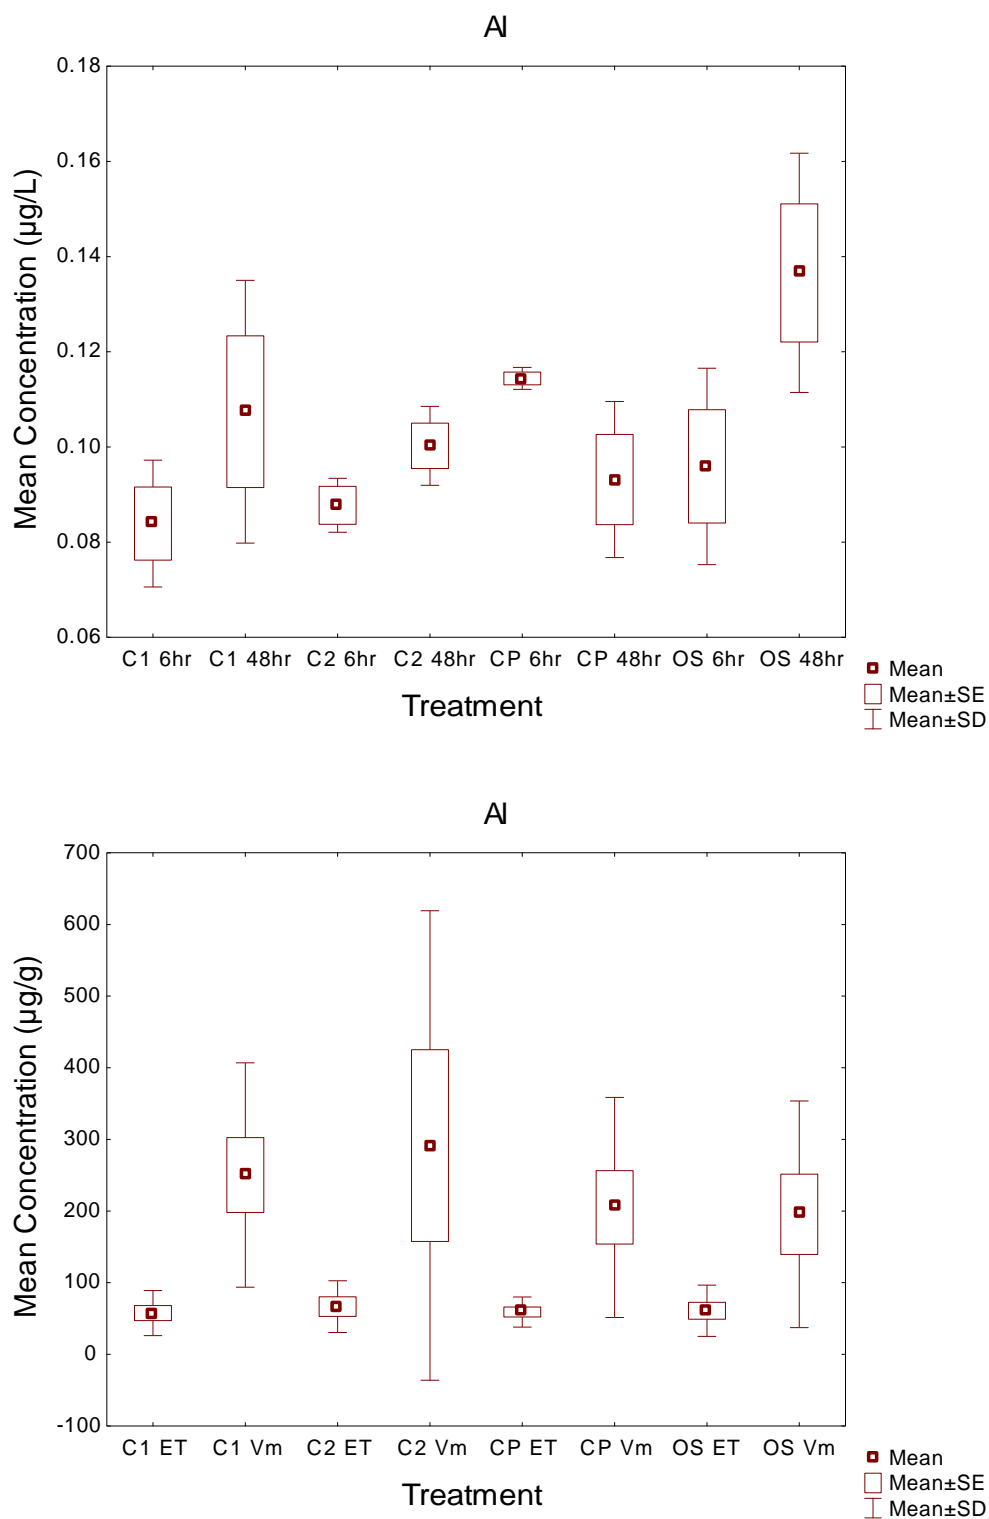 Al
Mean Concentration (µg/L)
0.18
0.16
0.14
0.12
0.10
0.08
0.06
C1 6hr C1 48hr C2 6hr C2 48hr CP 6hr CP 48hr OS 6hr OS 48hr
Treatment
Mean
Mean±SE
Mean±SD
Al
Mean Concentration (µg/g)
700
600
500
400
300
200
100
0
-100
C1 ET C1 Vm C2 ET C2 Vm CP ET CP Vm OS ET OS Vm
Treatment
Mean
Mean±SE
Mean±SD